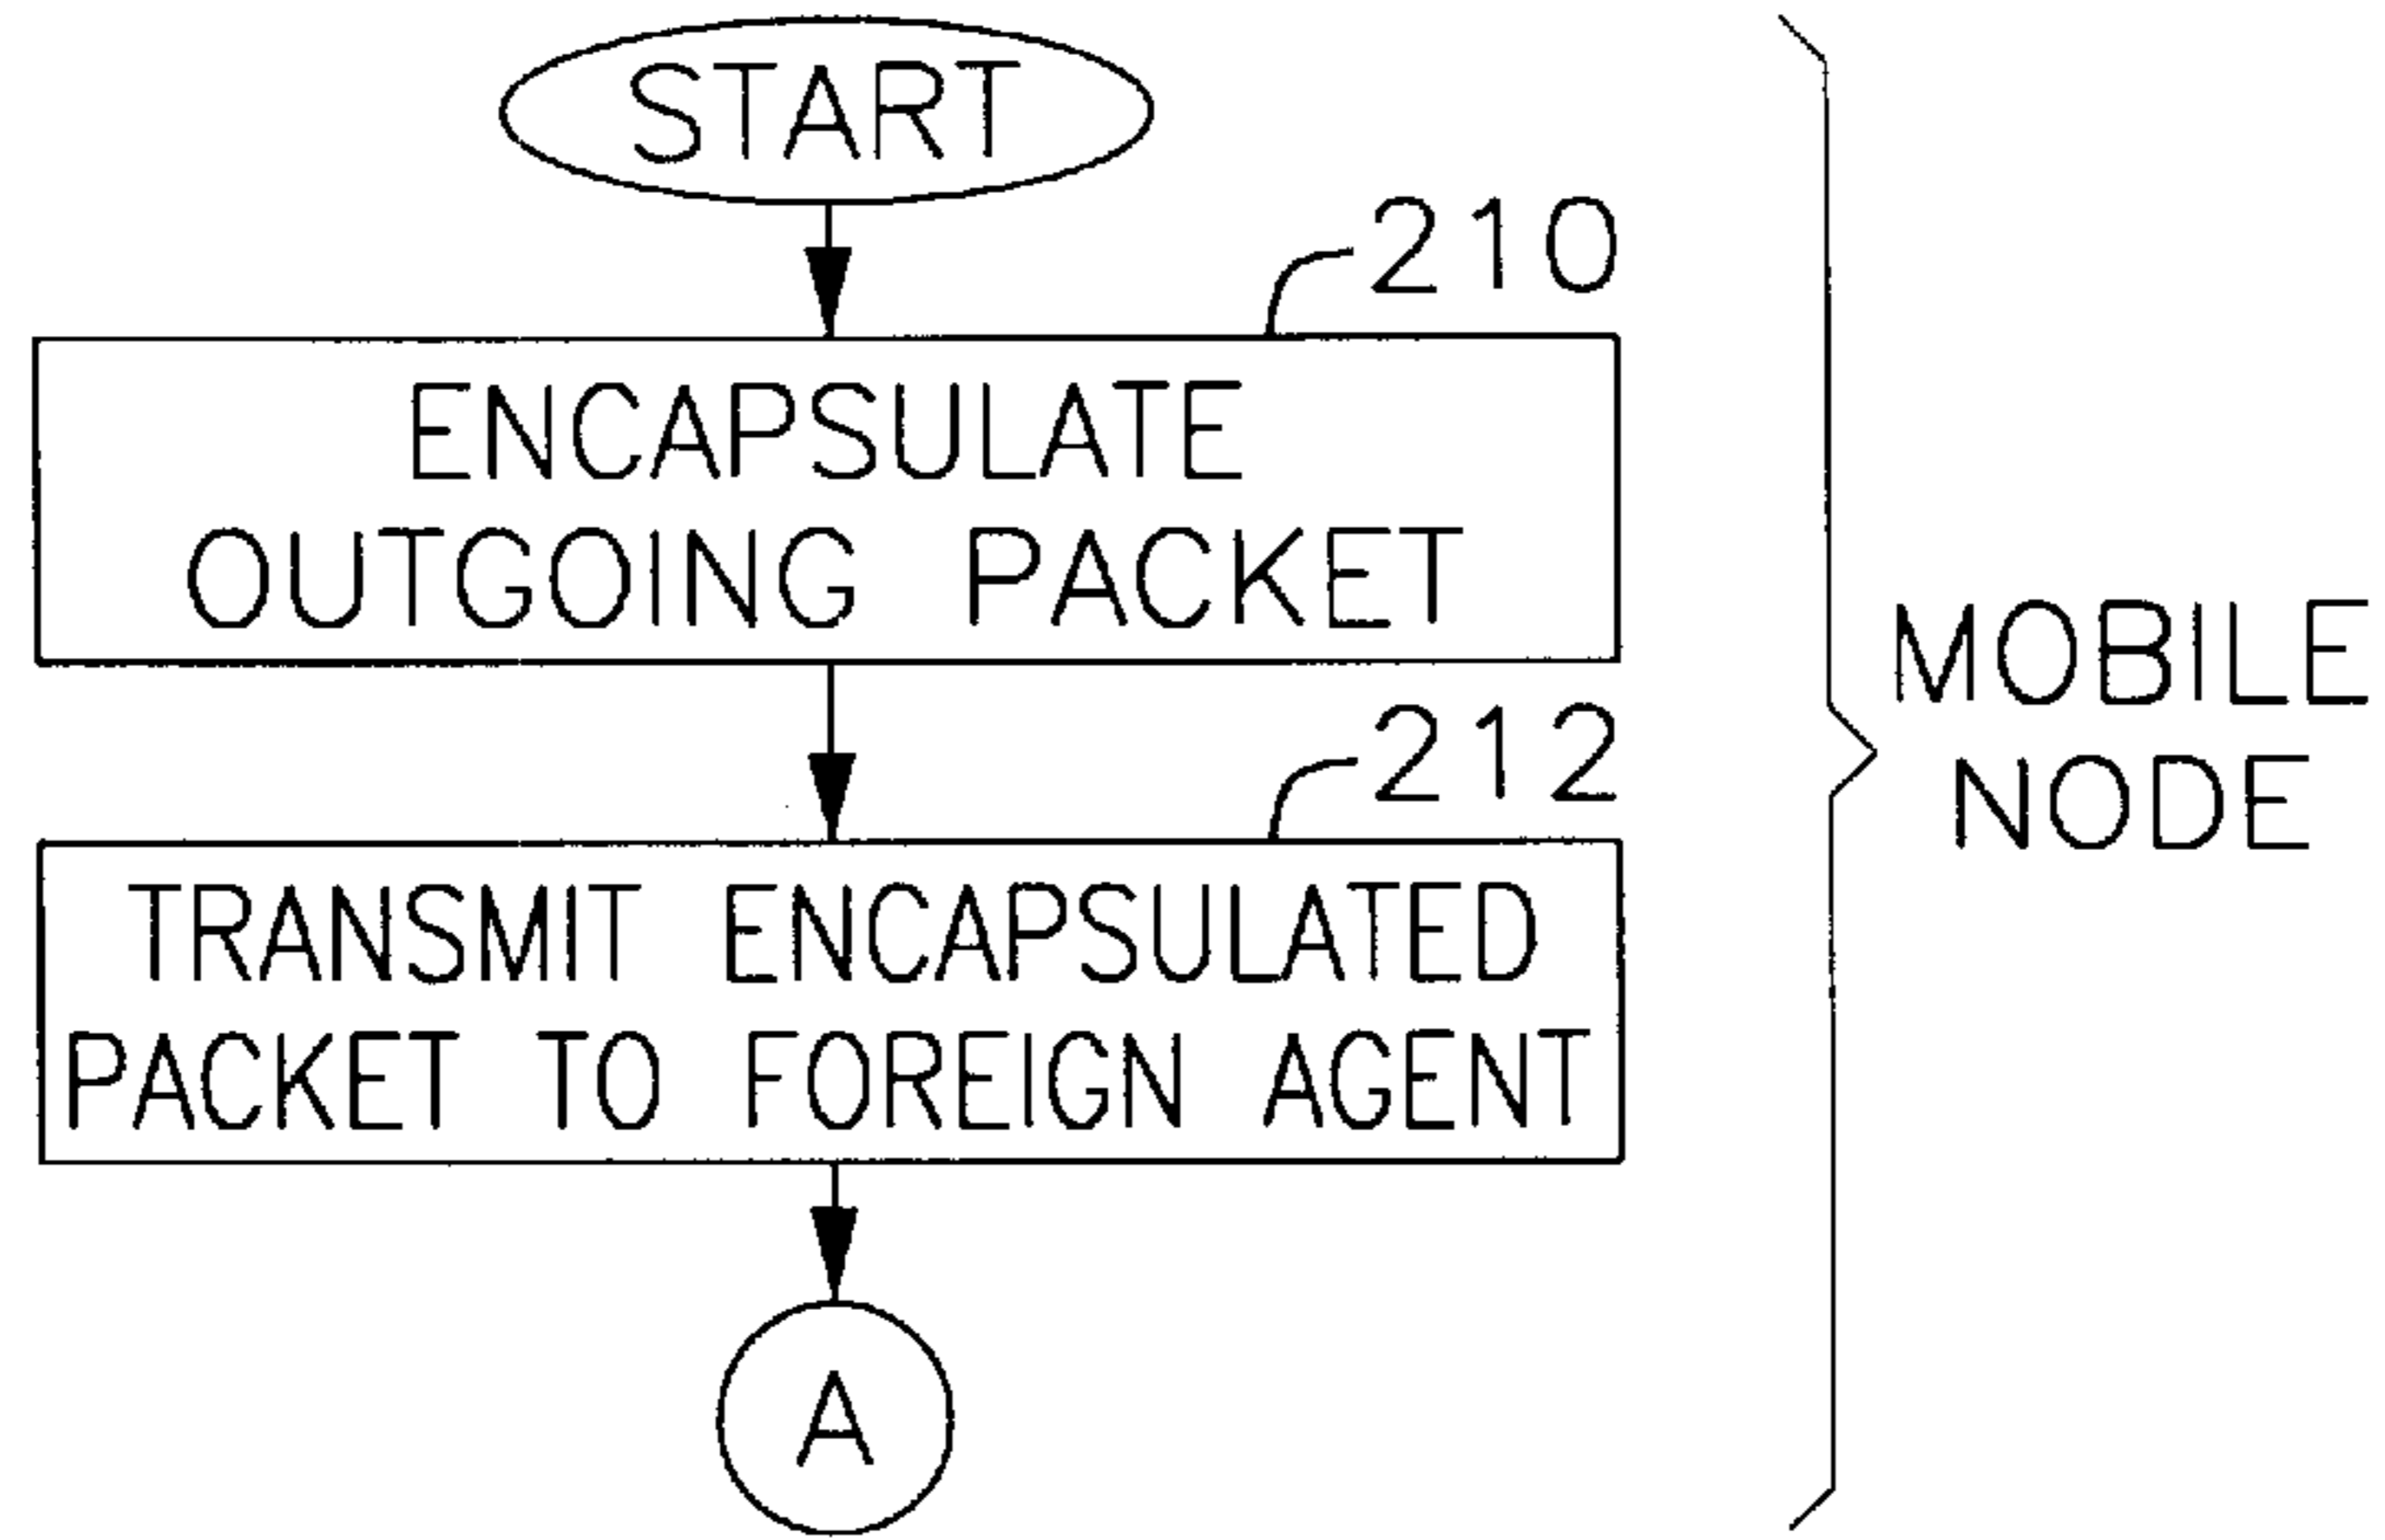 START
210
ENCAPSULATE
OUTGOING PACKET
212
TRANSMIT ENCAPSULATED
PACKET TO FOREIGN AGENT
A
MOBILE
NODE